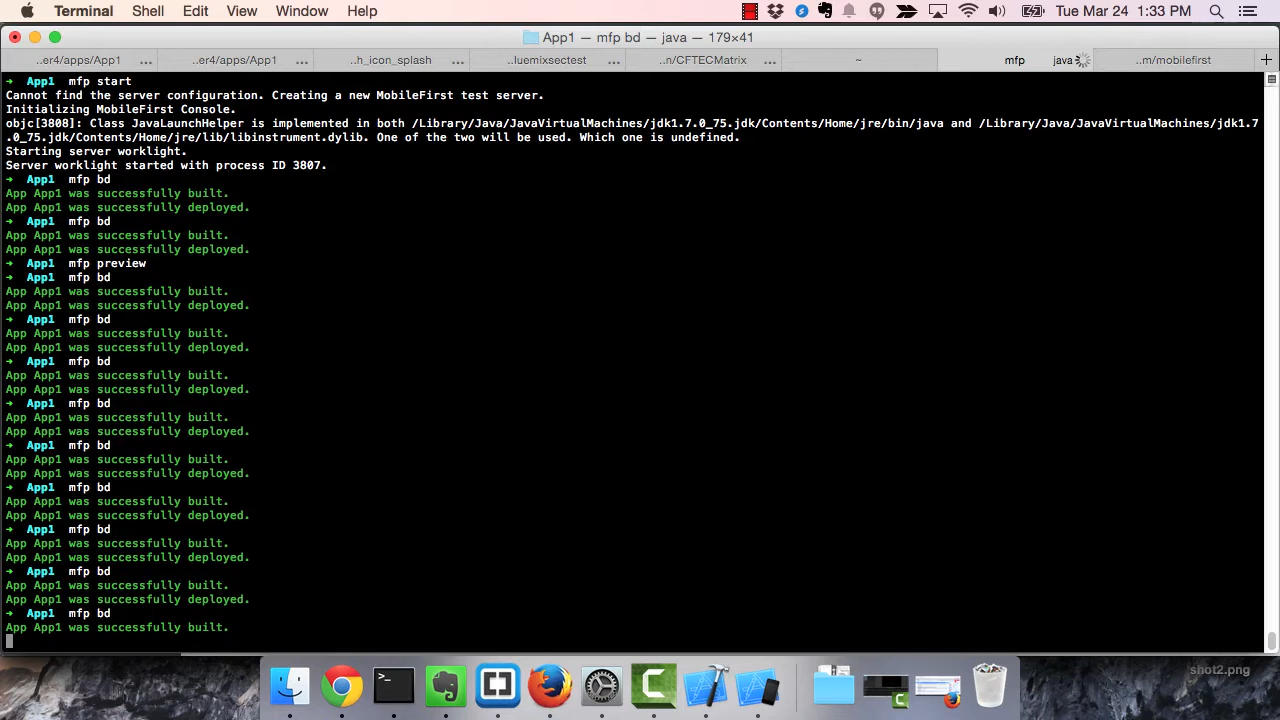 Terminal Shell Edit View Window Help Tue Mar 24 1:33 PM
App1 — mfp bd — java — 179×41
..er4/apps/App1 ... ..er4/apps/App1 ... ..h_icon_splash ... ..luemixsectest ... ..n/CFTECMatrix ... ~ mfp java ..m/mobilefirst +
➜ App1 mfp start
Cannot find the server configuration. Creating a new MobileFirst test server.
Initializing MobileFirst Console.
objc[3808]: Class JavaLaunchHelper is implemented in both /Library/Java/JavaVirtualMachines/jdk1.7.0_75.jdk/Contents/Home/jre/bin/java and /Library/Java/JavaVirtualMachines/jdk1.7
.0_75.jdk/Contents/Home/jre/lib/libinstrument.dylib. One of the two will be used. Which one is undefined.
Starting server worklight.
Server worklight started with process ID 3807.
➜ App1 mfp bd
App App1 was successfully built.
App App1 was successfully deployed.
➜ App1 mfp bd
App App1 was successfully built.
App App1 was successfully deployed.
➜ App1 mfp preview
➜ App1 mfp bd
App App1 was successfully built.
App App1 was successfully deployed.
➜ App1 mfp bd
App App1 was successfully built.
App App1 was successfully deployed.
➜ App1 mfp bd
App App1 was successfully built.
App App1 was successfully deployed.
➜ App1 mfp bd
App App1 was successfully built.
App App1 was successfully deployed.
➜ App1 mfp bd
App App1 was successfully built.
App App1 was successfully deployed.
➜ App1 mfp bd
App App1 was successfully built.
App App1 was successfully deployed.
➜ App1 mfp bd
App App1 was successfully built.
App App1 was successfully deployed.
➜ App1 mfp bd
App App1 was successfully built.
App App1 was successfully deployed.
➜ App1 mfp bd
App App1 was successfully built.
shot2.png